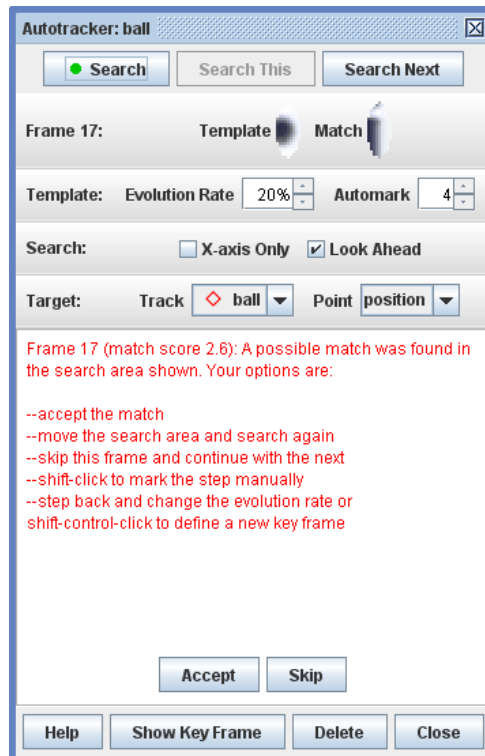 Autotracker: ball
Search Search This Search Next
Frame 17: Template Match
Template: Evolution Rate 20% Automark 4
Search: X-axis Only Look Ahead
Target: Track ball Point position
Frame 17 (match score 2.6): A possible match was found in
the search area shown. Your options are:
--accept the match
--move the search area and search again
--skip this frame and continue with the next
--shift-click to mark the step manually
--step back and change the evolution rate or
shift-control-click to define a new key frame
Accept Skip
Help Show Key Frame Delete Close